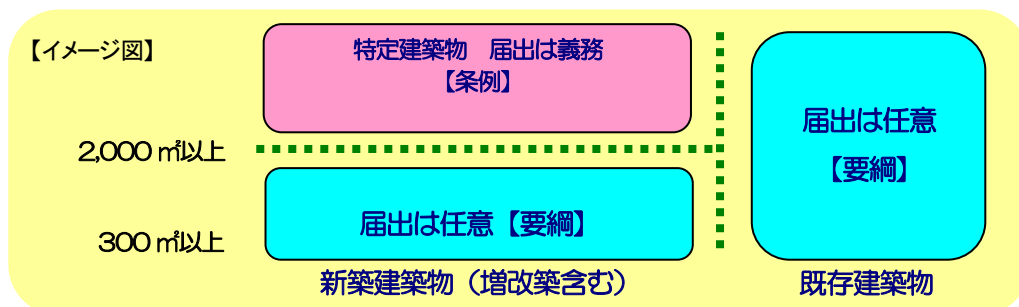 【イメージ図】
特定建築物　届出は義務
【条例】
2,000 ㎡以上
届出は任意【要綱】
300 ㎡以上
新築建築物（増改築含む）
届出は任意
【要綱】
既存建築物